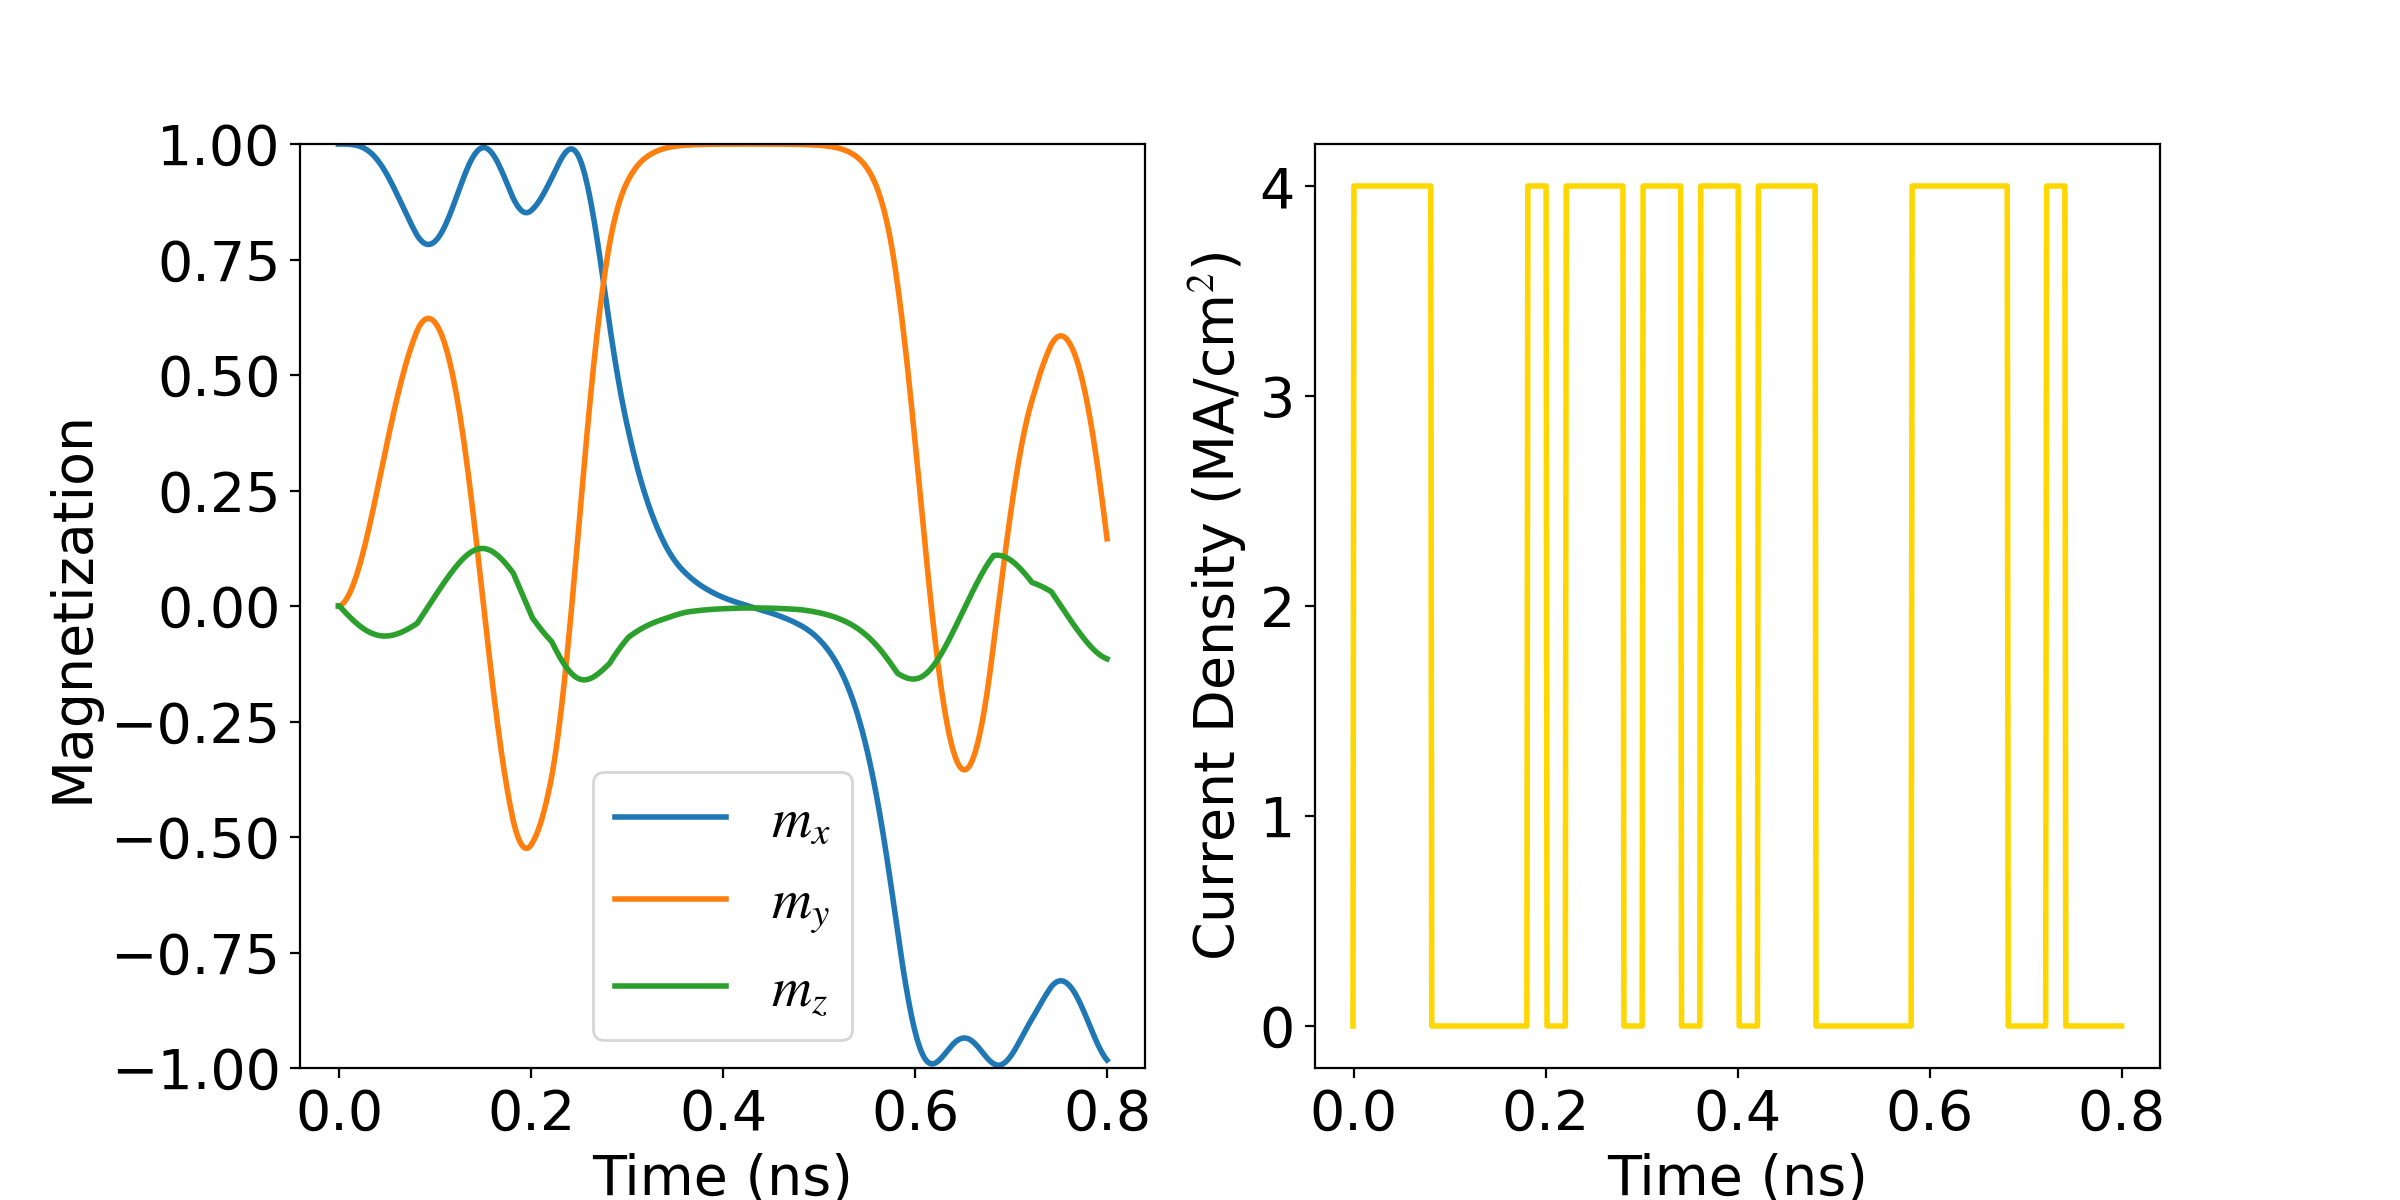 1.00
0.75
0.50
0.25
0.00
−0.25
−0.50
−0.75
−1.00
Magnetization
0.0 0.2 0.4 0.6 0.8
Time (ns)
m_x
m_y
m_z
4
3
2
1
0
Current Density (MA/cm²)
0.0 0.2 0.4 0.6 0.8
Time (ns)